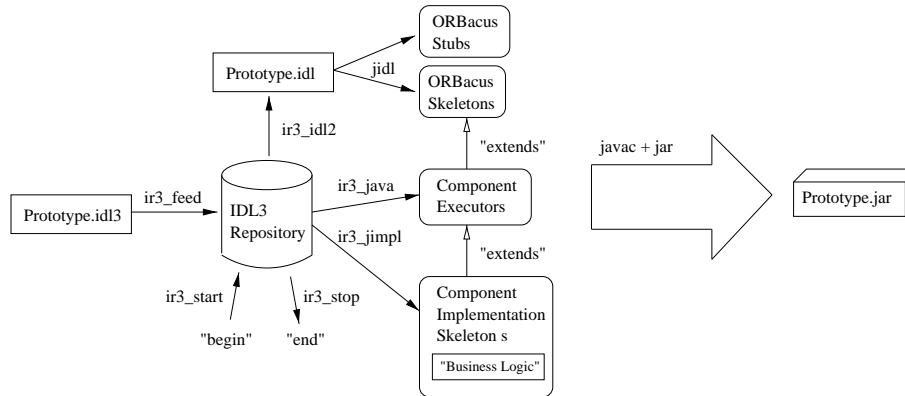 ORBacus
Stubs
Prototype.idl
jidl
ORBacus
Skeletons
ir3_idl2
"extends"
javac + jar
ir3_feed
ir3_java
Component
Executors
Prototype.idl3
IDL3
Repository
Prototype.jar
ir3_jimpl
"extends"
ir3_start
ir3_stop
Component
Implementation
Skeleton s
"begin"
"end"
"Business Logic"